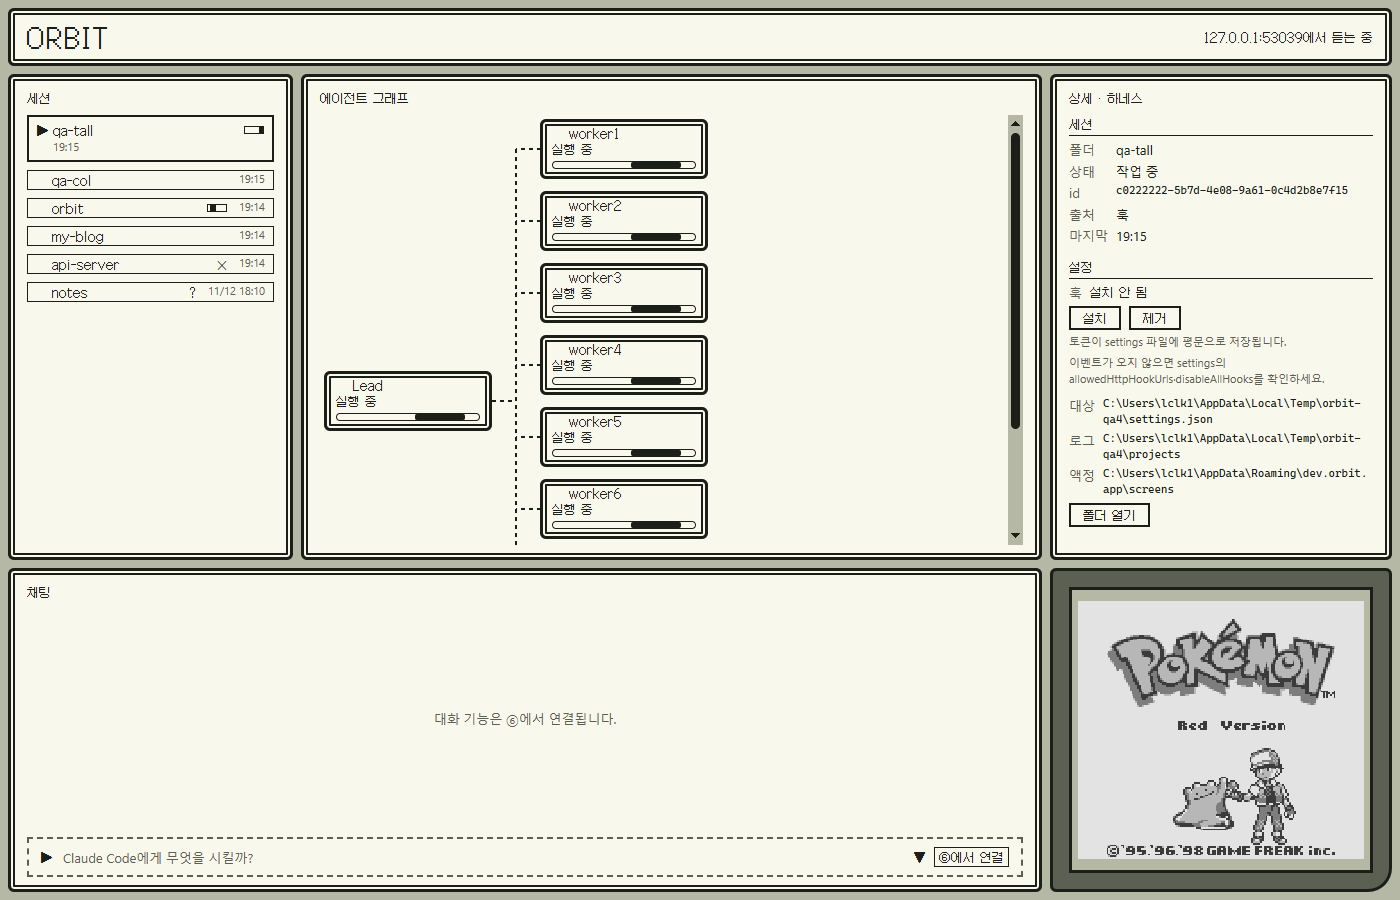 ORBIT
127.0.0.1:53039에서 듣는 중
세션
▶ qa-tall
19:15
qa-col 19:15
orbit 19:14
my-blog 19:14
api-server × 19:14
notes ? 11/12 18:10
에이전트 그래프
worker1
실행 중
worker2
실행 중
worker3
실행 중
worker4
실행 중
Lead
실행 중
worker5
실행 중
worker6
실행 중
상세 · 하네스
세션
폴더 qa-tall
상태 작업 중
id c0222222-5b7d-4e08-9a61-0c4d2b8e7f15
출처 훅
마지막 19:15
설정
훅 설치 안 됨
설치 제거
토큰이 settings 파일에 평문으로 저장됩니다.
이벤트가 오지 않으면 settings의
allowedHttpHookUrls·disableAllHooks를 확인하세요.
대상 C:\Users\lclk1\AppData\Local\Temp\orbit-
qa4\settings.json
로그 C:\Users\lclk1\AppData\Local\Temp\orbit-
qa4\projects
액정 C:\Users\lclk1\AppData\Roaming\dev.orbit.
app\screens
폴더 열기
채팅
대화 기능은 ⑥에서 연결됩니다.
▶ Claude Code에게 무엇을 시킬까? ▼ ⑥에서 연결
POKéMON TM
Red Version
©'95.'96.'98 GAME FREAK inc.